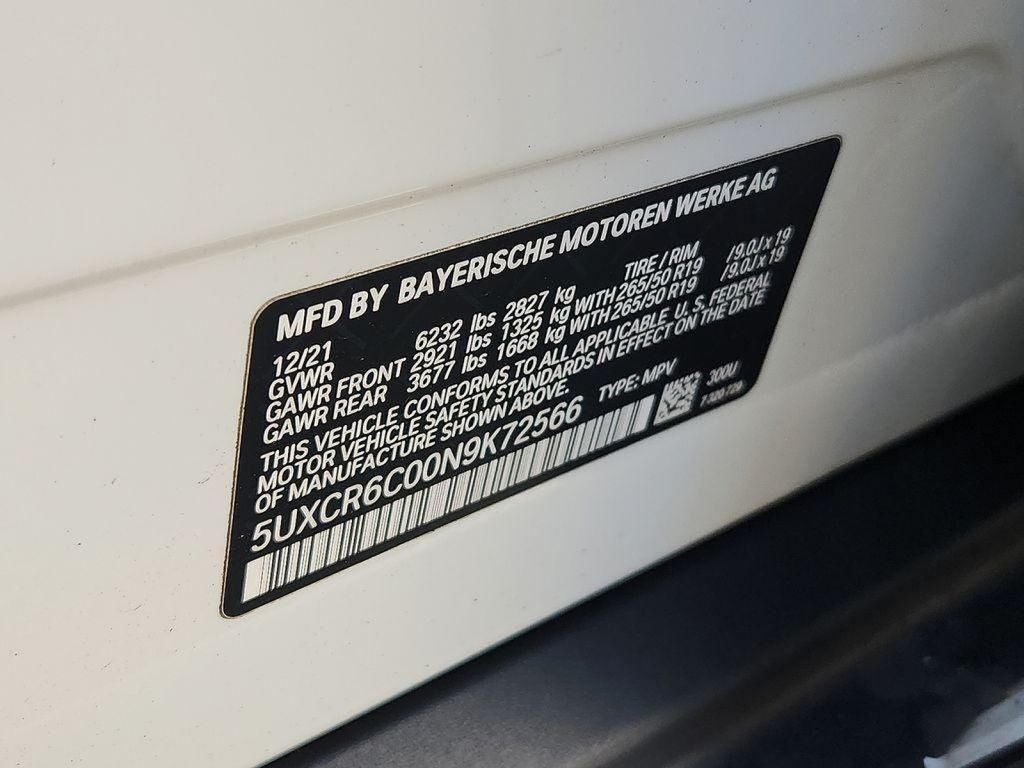 MFD BY BAYERISCHE MOTOREN WERKE AG
12/21 TIRE / RIM
GVWR 6232 lbs 2827 kg
GAWR FRONT 2921 lbs 1325 kg WITH 265/50 R19 /9.0J x 19
GAWR REAR 3677 lbs 1668 kg WITH 265/50 R19 /9.0J x 19
THIS VEHICLE CONFORMS TO ALL APPLICABLE U.S. FEDERAL
MOTOR VEHICLE SAFETY STANDARDS IN EFFECT ON THE DATE
OF MANUFACTURE SHOWN ABOVE.
TYPE: MPV 300U
5UXCR6C00N9K72566